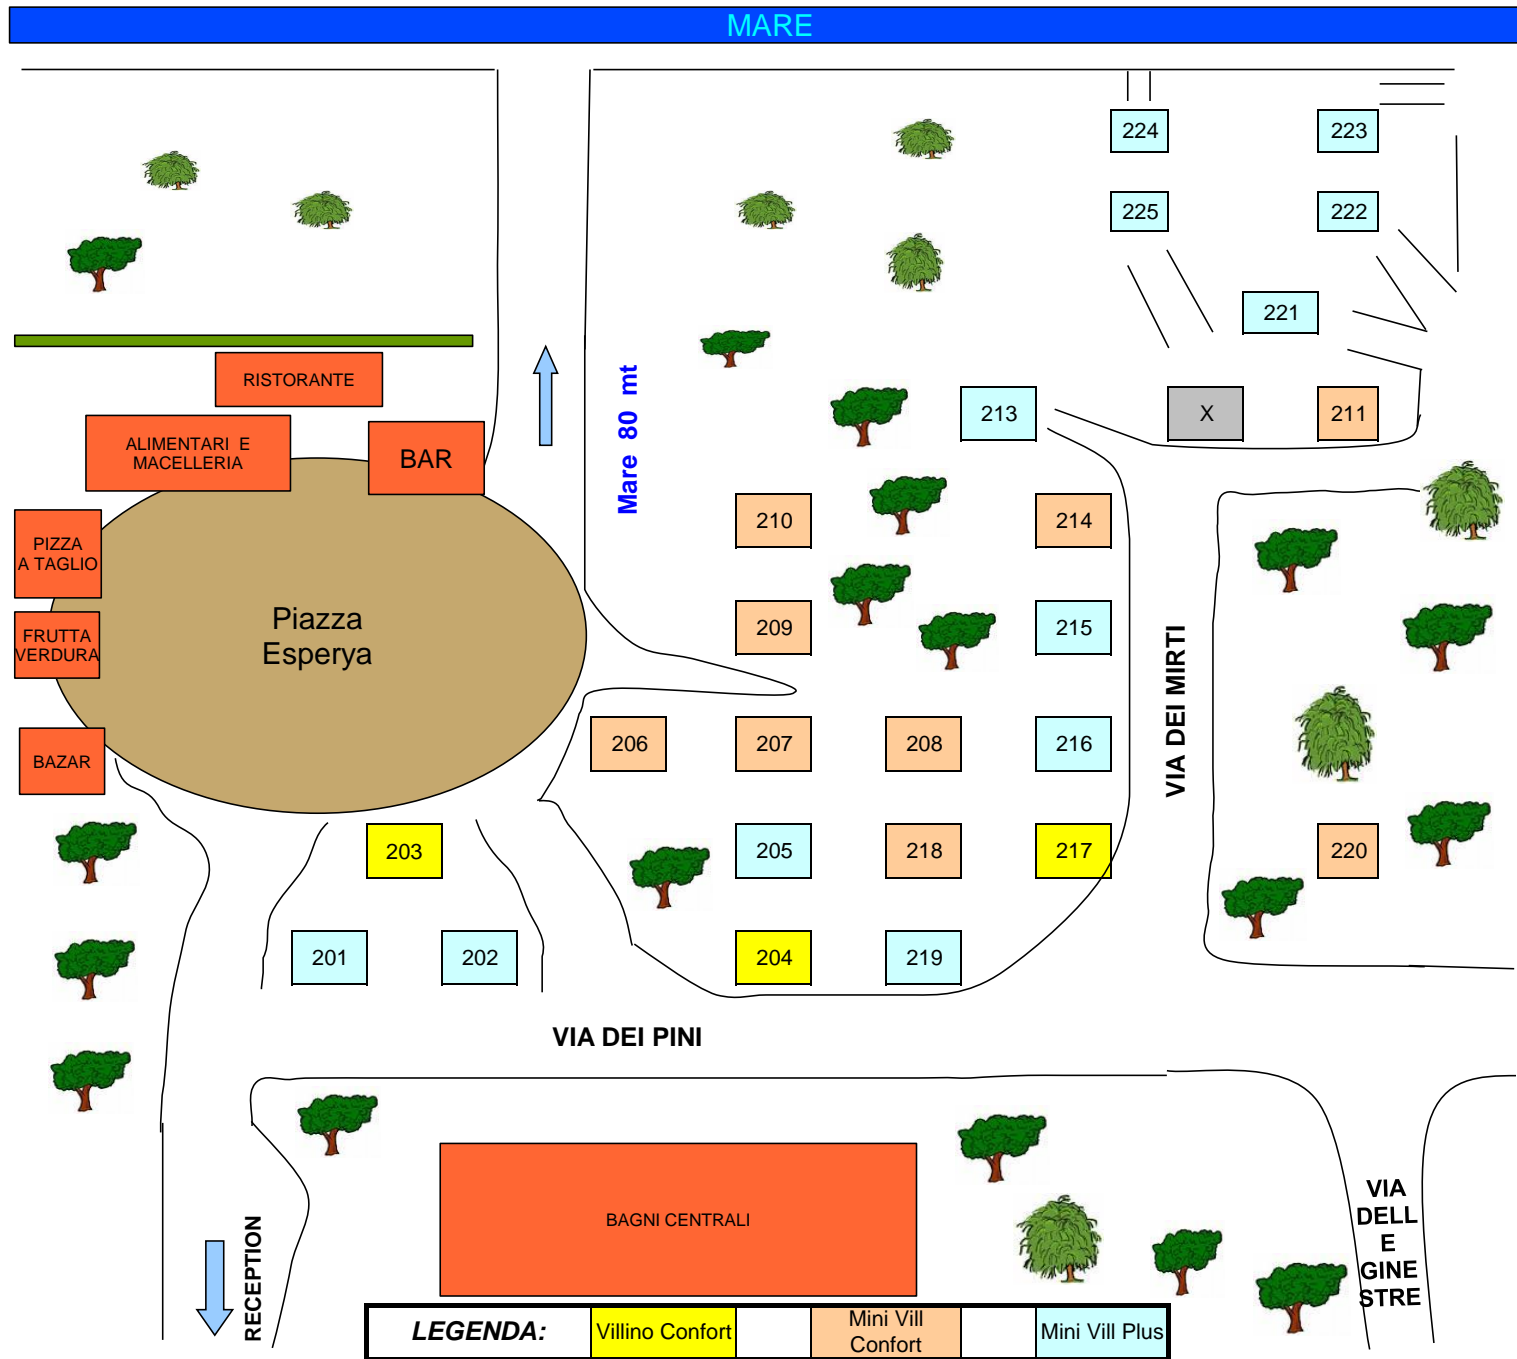 MARE
224
223
225
222
221
Mare 80 mt
RISTORANTE
213
X
211
ALIMENTARI E
MACELLERIA
BAR
210
214
PIZZA
A TAGLIO
Piazza
Esperya
209
215
FRUTTA
VERDURA
VIA DEI MIRTI
206
207
208
216
BAZAR
203
205
218
217
220
201
202
204
219
VIA DEI PINI
BAGNI CENTRALI
RECEPTION
VIA
DELL
E
GINE
STRE
LEGENDA:
Villino Confort
Mini Vill
Confort
Mini Vill Plus